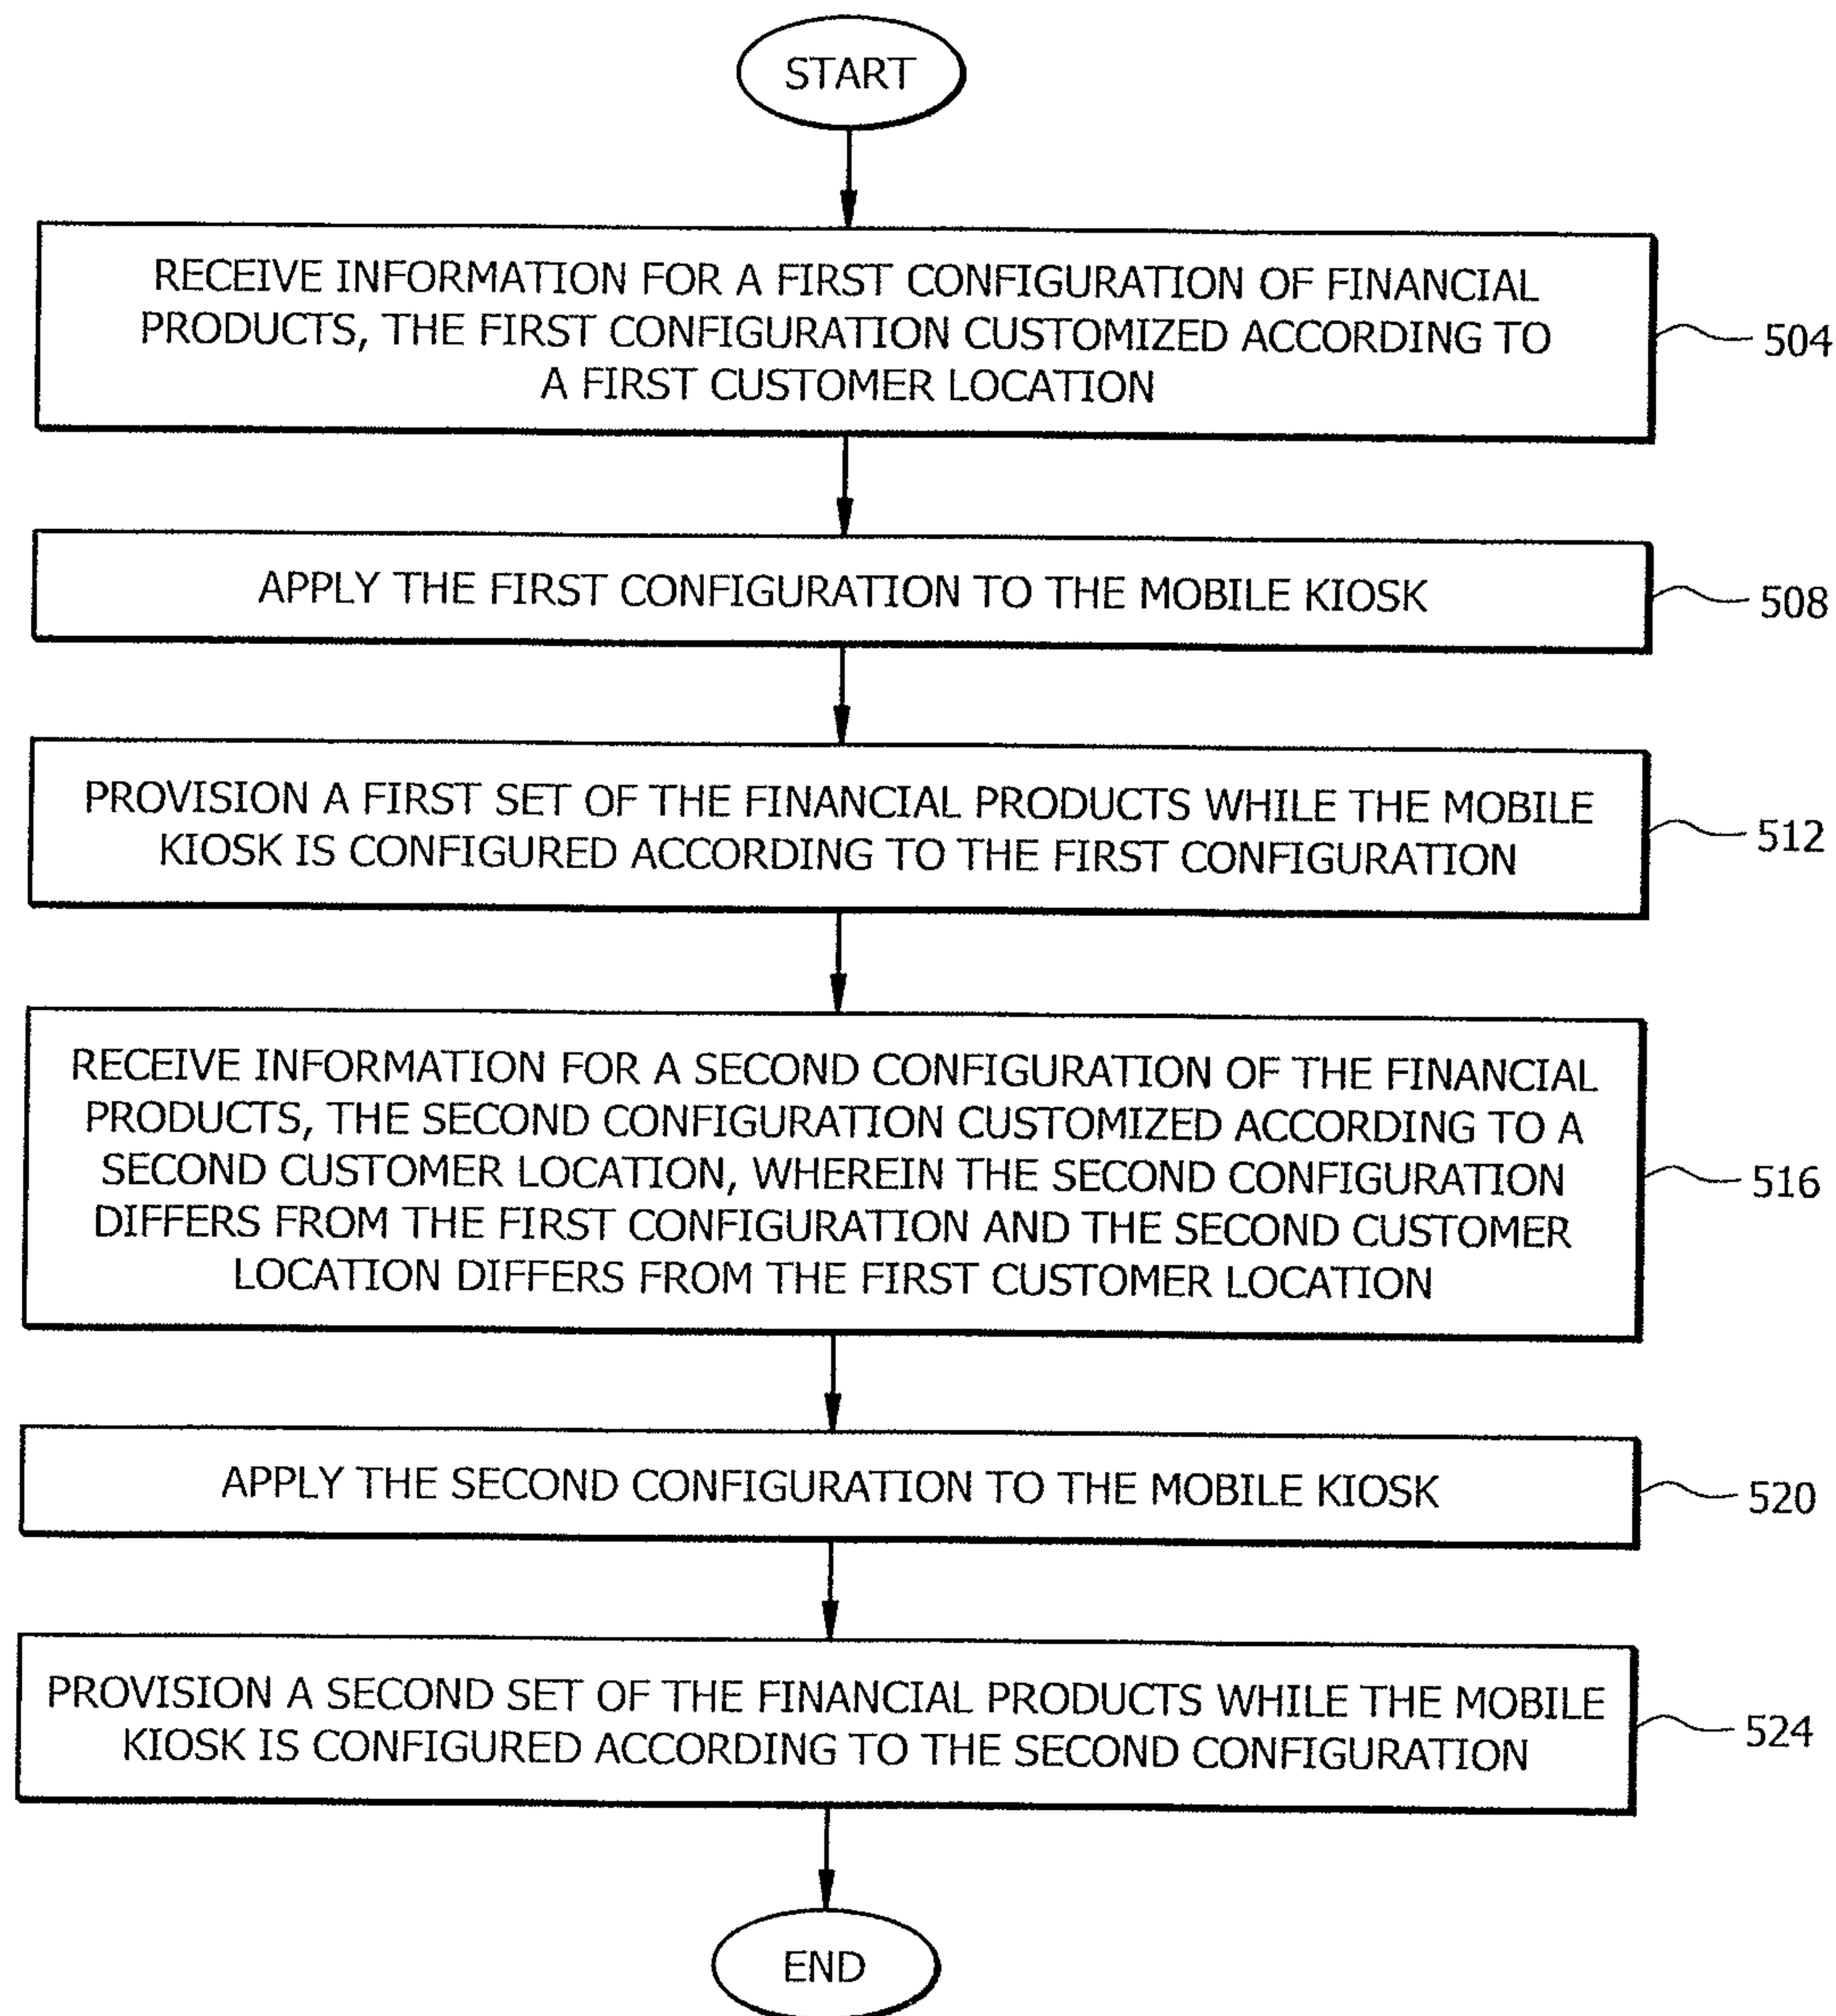 START
RECEIVE INFORMATION FOR A FIRST CONFIGURATION OF FINANCIAL
PRODUCTS, THE FIRST CONFIGURATION CUSTOMIZED ACCORDING TO
A FIRST CUSTOMER LOCATION
504
APPLY THE FIRST CONFIGURATION TO THE MOBILE KIOSK
508
PROVISION A FIRST SET OF THE FINANCIAL PRODUCTS WHILE THE MOBILE
KIOSK IS CONFIGURED ACCORDING TO THE FIRST CONFIGURATION
512
RECEIVE INFORMATION FOR A SECOND CONFIGURATION OF THE FINANCIAL
PRODUCTS, THE SECOND CONFIGURATION CUSTOMIZED ACCORDING TO A
SECOND CUSTOMER LOCATION, WHEREIN THE SECOND CONFIGURATION
DIFFERS FROM THE FIRST CONFIGURATION AND THE SECOND CUSTOMER
LOCATION DIFFERS FROM THE FIRST CUSTOMER LOCATION
516
APPLY THE SECOND CONFIGURATION TO THE MOBILE KIOSK
520
PROVISION A SECOND SET OF THE FINANCIAL PRODUCTS WHILE THE MOBILE
KIOSK IS CONFIGURED ACCORDING TO THE SECOND CONFIGURATION
524
END